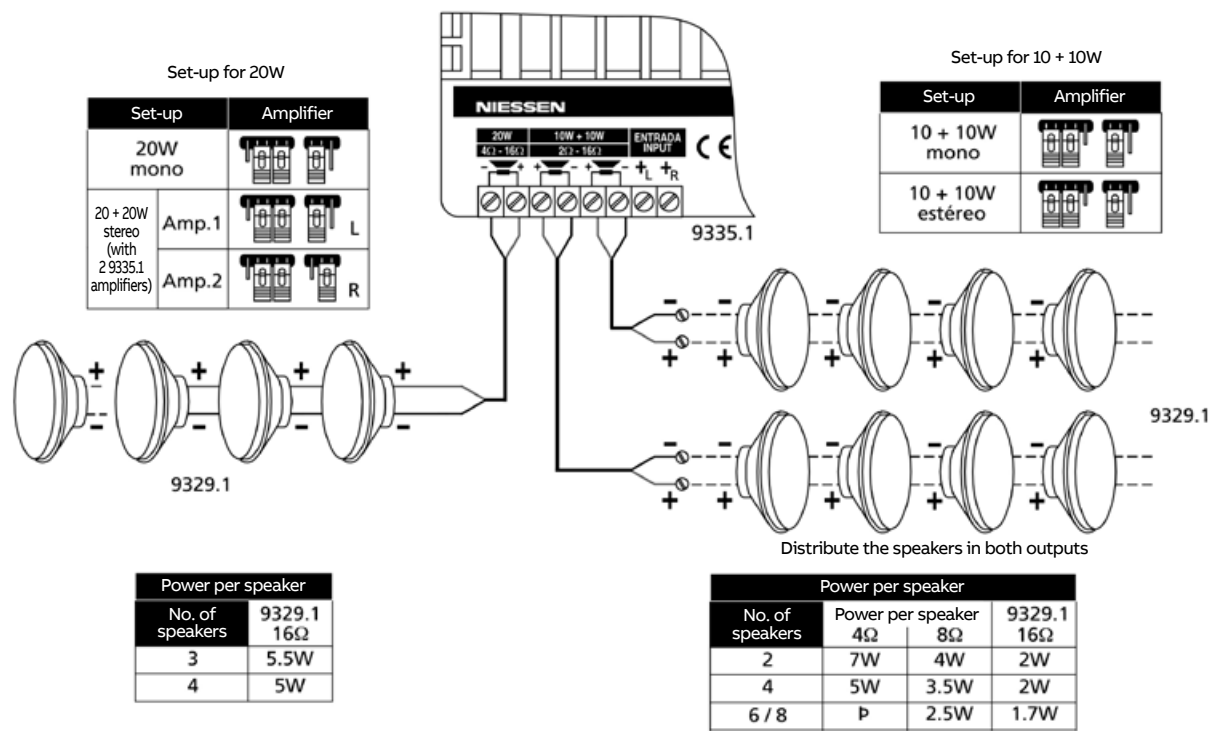 Set-up for 20W
Set-up Amplifier
20W
mono
20 + 20W
stereo
(with
2 9335.1
amplifiers)
Amp.1 L
Amp.2 R
NIESSEN
20W 10W + 10W ENTRADA
4Ω - 16Ω 2Ω - 16Ω INPUT
CE
- + - + - + +L +R
9335.1
Set-up for 10 + 10W
Set-up Amplifier
10 + 10W
mono
10 + 10W
estéreo
+ + + +
- - - -
9329.1
- - - - -
+ + + + +
9329.1
- - - - -
+ + + + +
Distribute the speakers in both outputs
Power per speaker
No. of
speakers
9329.1
16Ω
3 5.5W
4 5W
Power per speaker
No. of
speakers
Power per speaker
4Ω 8Ω
9329.1
16Ω
2 7W 4W 2W
4 5W 3.5W 2W
6 / 8 Þ 2.5W 1.7W